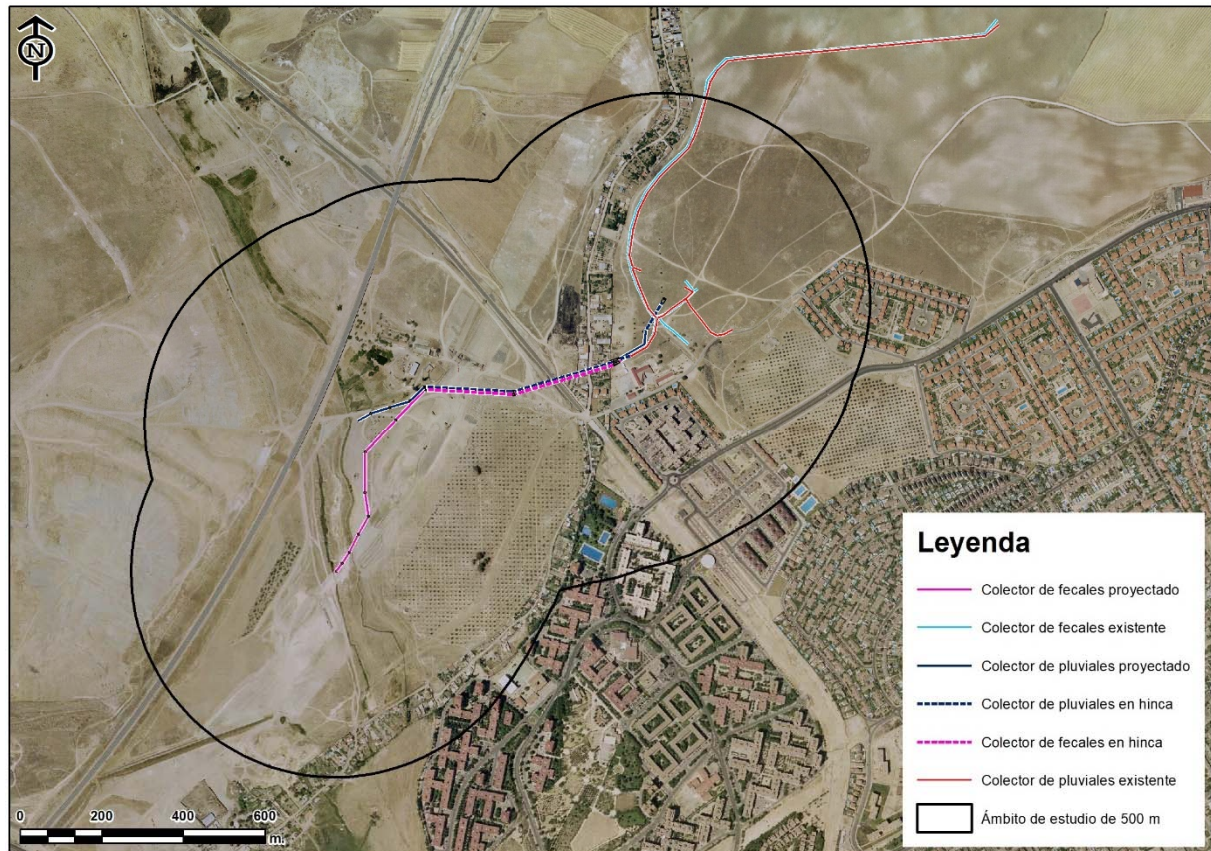 N
Leyenda
Colector de fecales proyectado
Colector de fecales existente
Colector de pluviales proyectado
Colector de pluviales en hinca
Colector de fecales en hinca
Colector de pluviales existente
Ámbito de estudio de 500 m
0 200 400 600
m.